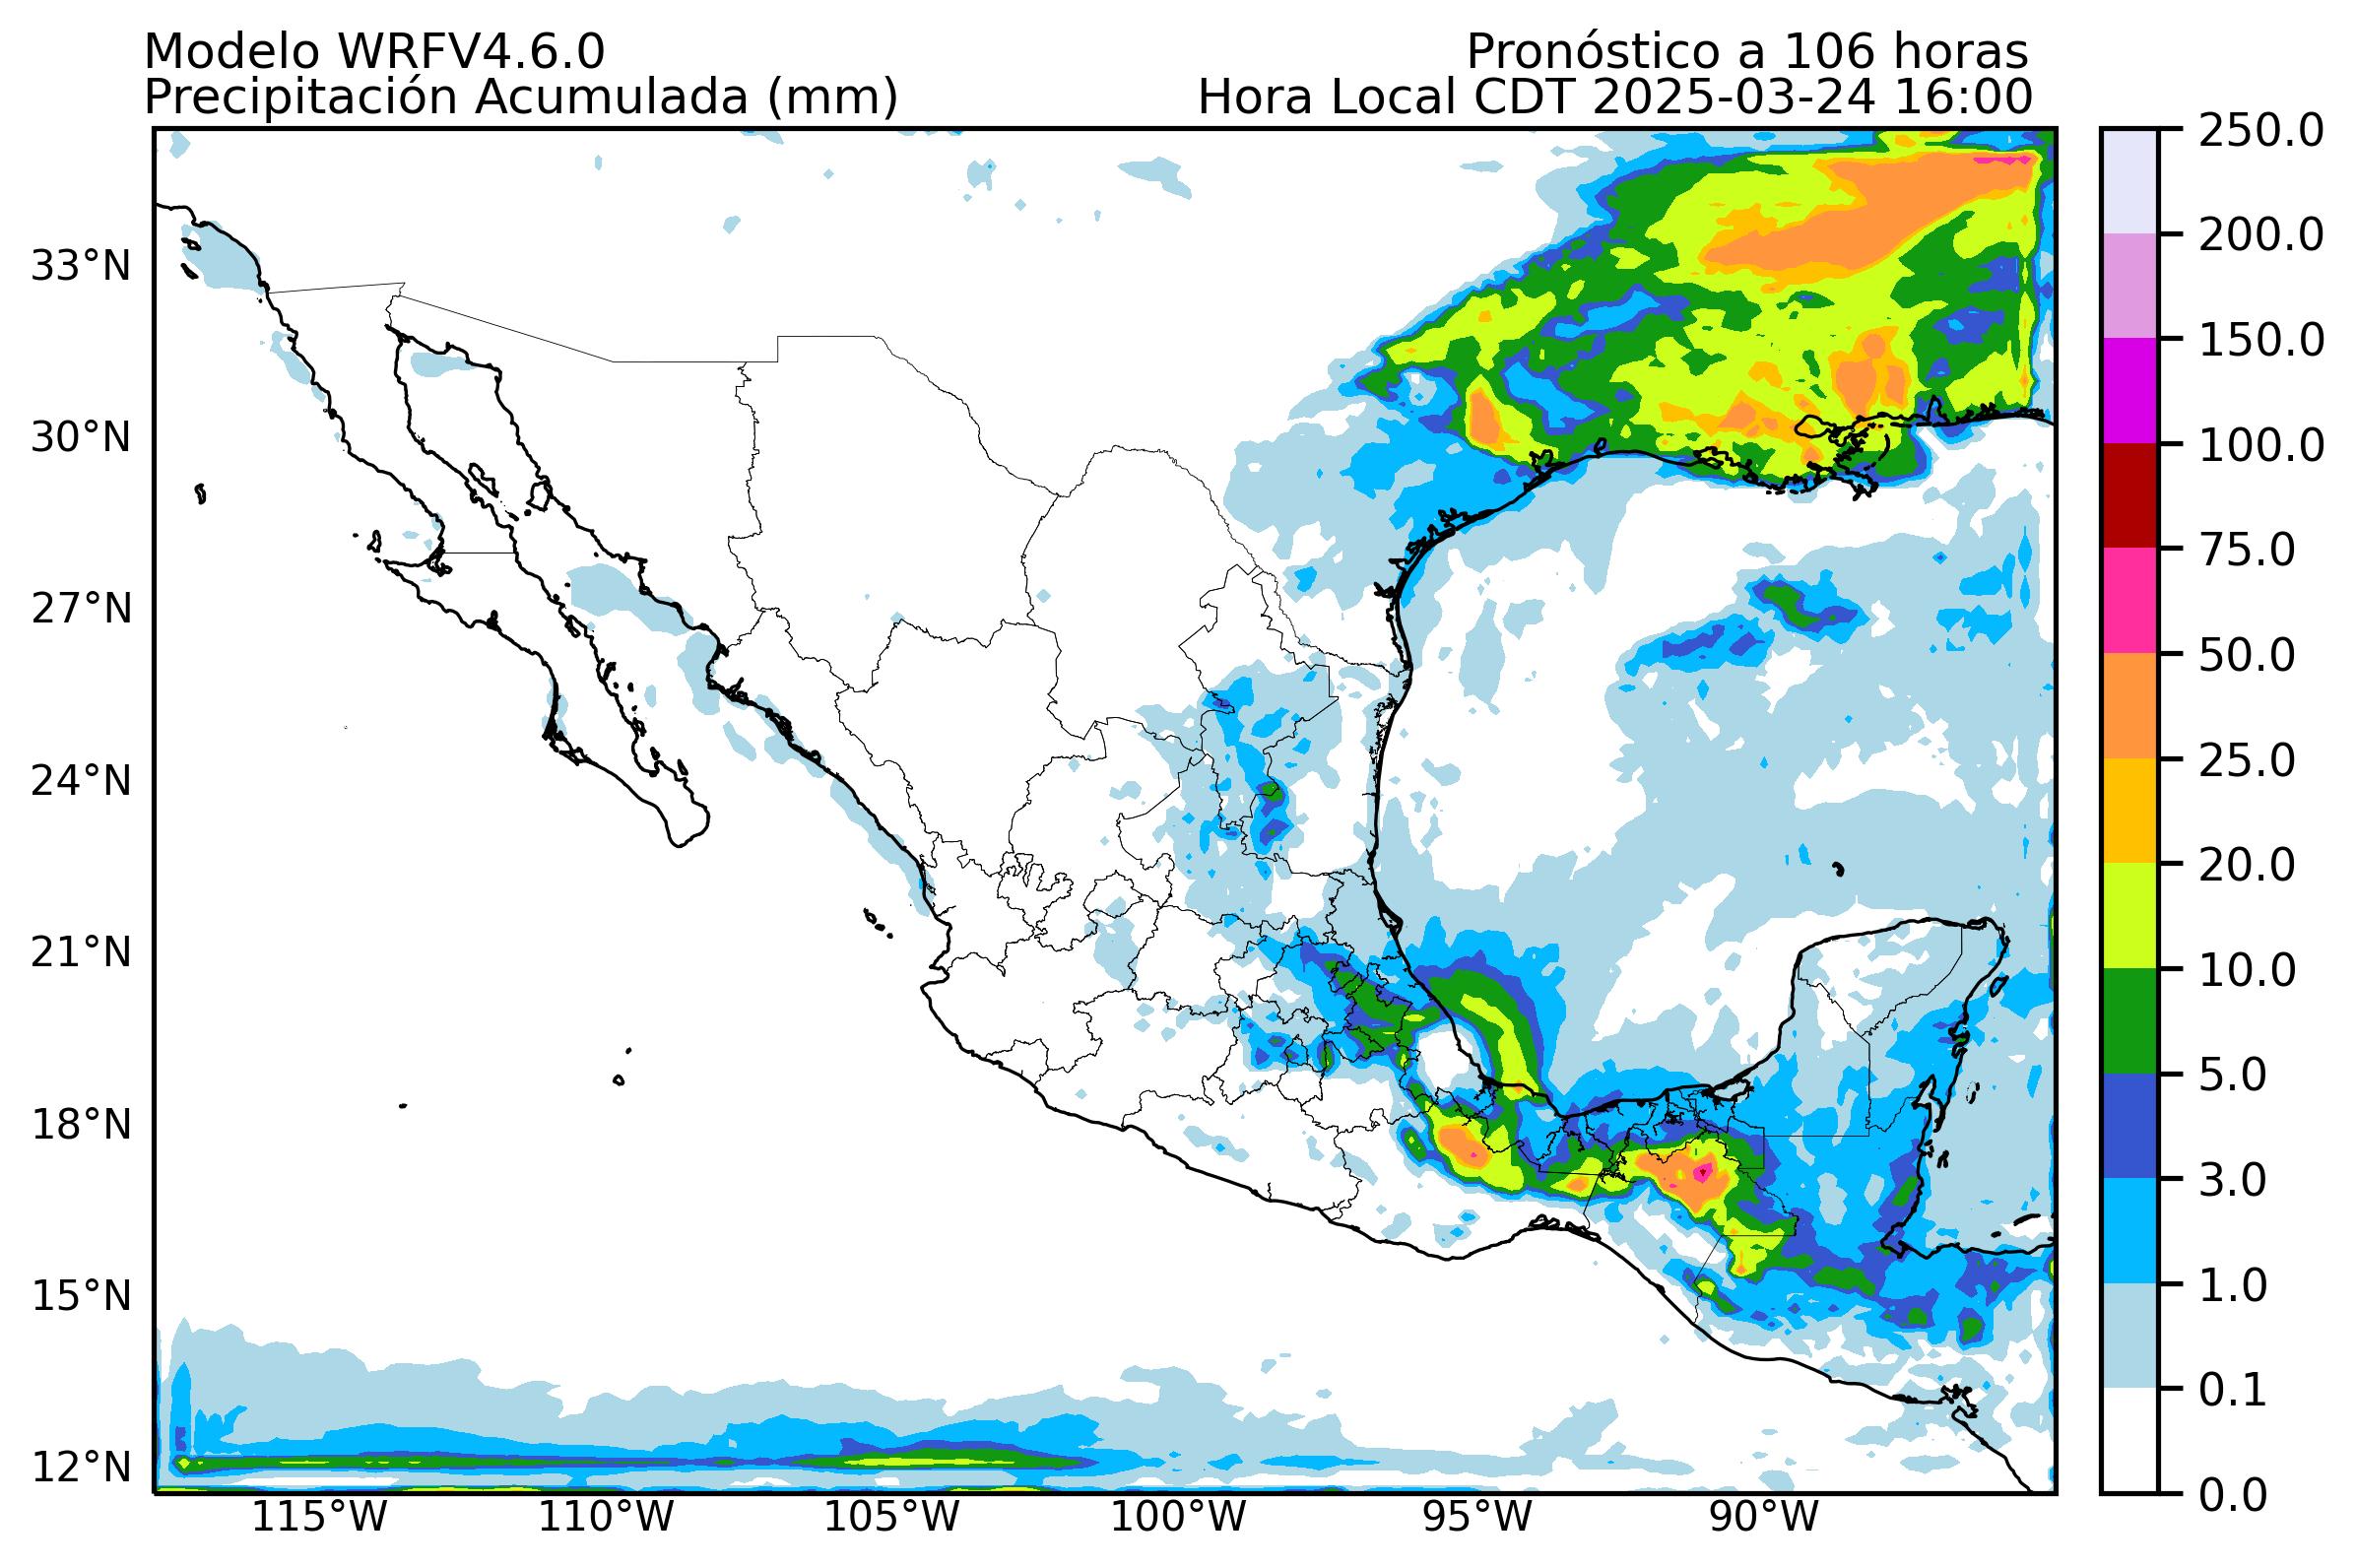 Modelo WRFV4.6.0
Pronóstico a 106 horas
Precipitación Acumulada (mm)
Hora Local CDT 2025-03-24 16:00
33°N
30°N
27°N
24°N
21°N
18°N
15°N
12°N
115°W
110°W
105°W
100°W
95°W
90°W
250.0
200.0
150.0
100.0
75.0
50.0
25.0
20.0
10.0
5.0
3.0
1.0
0.1
0.0